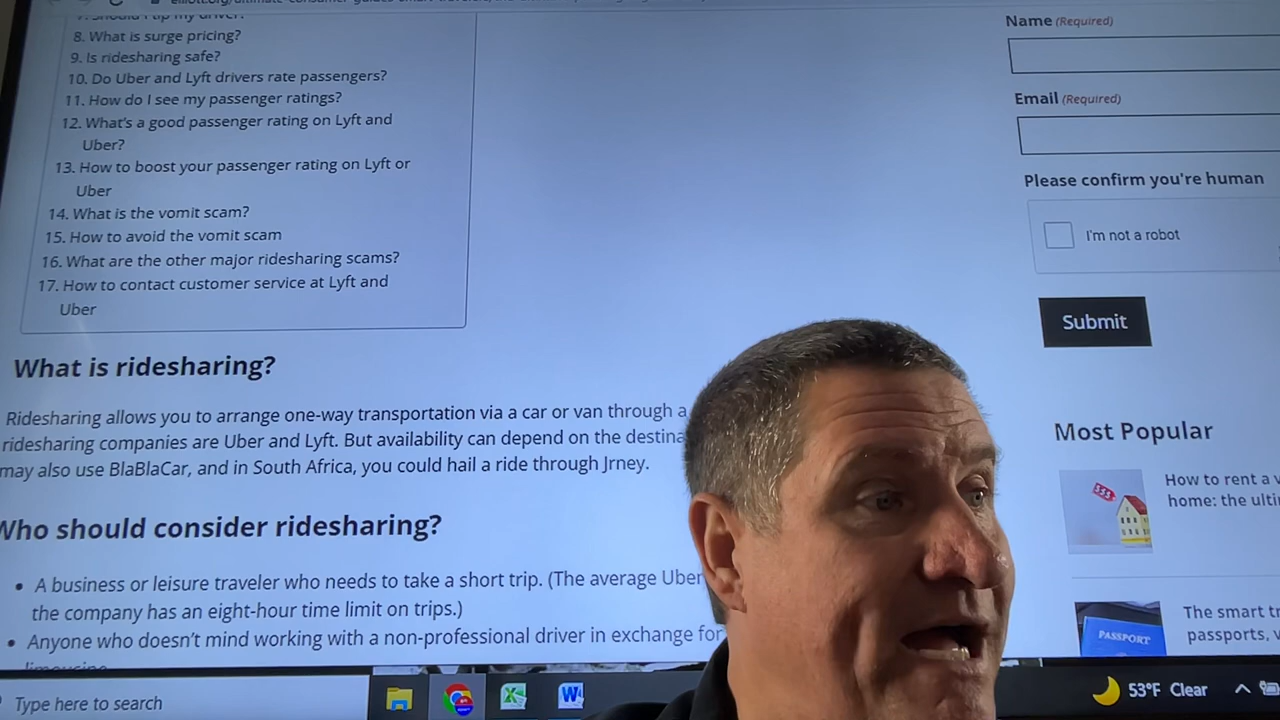 7. Should I tip my driver?
8. What is surge pricing?
9. Is ridesharing safe?
10. Do Uber and Lyft drivers rate passengers?
11. How do I see my passenger ratings?
12. What's a good passenger rating on Lyft and
Uber?
13. How to boost your passenger rating on Lyft or
Uber
14. What is the vomit scam?
15. How to avoid the vomit scam
16. What are the other major ridesharing scams?
17. How to contact customer service at Lyft and
Uber
What is ridesharing?
Ridesharing allows you to arrange one-way transportation via a car or van through a
ridesharing companies are Uber and Lyft. But availability can depend on the destina
may also use BlaBlaCar, and in South Africa, you could hail a ride through Jrney.
Who should consider ridesharing?
• A business or leisure traveler who needs to take a short trip. (The average Uber
the company has an eight-hour time limit on trips.)
• Anyone who doesn't mind working with a non-professional driver in exchange for
limousine
Name (Required)
Email (Required)
Please confirm you're human
I'm not a robot
Submit
Most Popular
$$$
How to rent a v
home: the ulti
PASSPORT
The smart tr
passports, v
Type here to search
X
W
53°F Clear